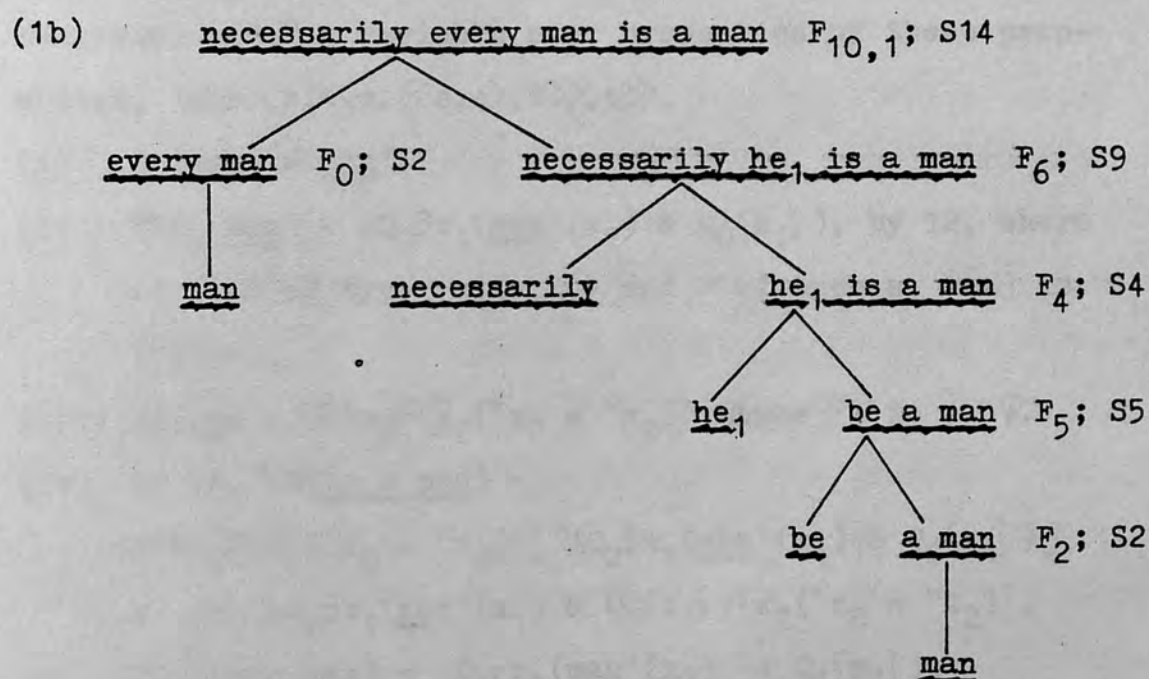 (1b) necessarily every man is a man F₁₀,₁; S14
every man F₀; S2 necessarily he₁ is a man F₆; S9
man necessarily he₁ is a man F₄; S4
he₁ be a man F₅; S5
be a man F₂; S2
man